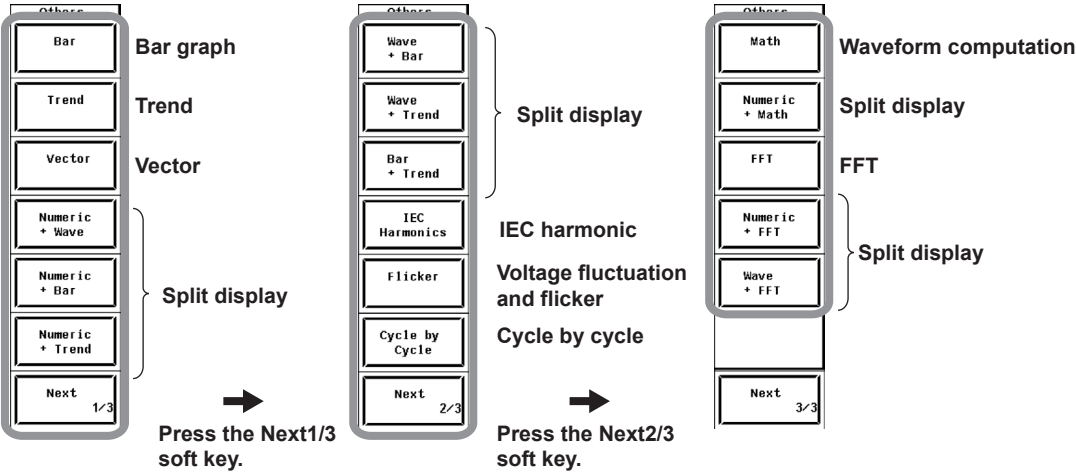 Others
Bar
Bar graph
Trend
Trend
Vector
Vector
Numeric
+ Wave
Numeric
+ Bar
Numeric
+ Trend
Split display
Next
1/3
Press the Next1/3
soft key.
Others
Wave
+ Bar
Wave
+ Trend
Bar
+ Trend
Split display
IEC
Harmonics
IEC harmonic
Flicker
Voltage fluctuation
and flicker
Cycle by
Cycle
Cycle by cycle
Next
2/3
Press the Next2/3
soft key.
Others
Math
Waveform computation
Numeric
+ Math
Split display
FFT
FFT
Numeric
+ FFT
Wave
+ FFT
Split display
Next
3/3